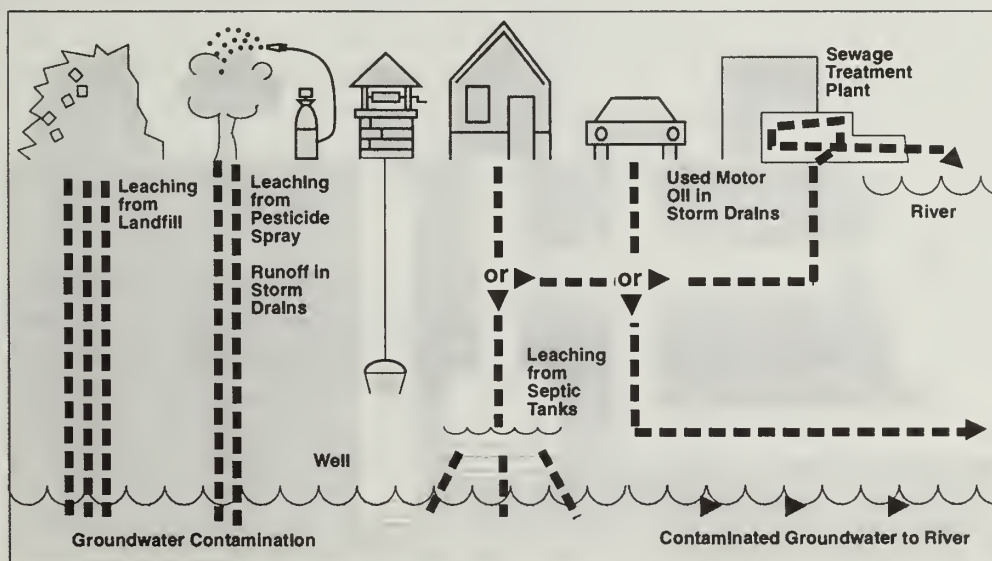 Sewage
Treatment
Plant
Leaching
from
Landfill
Leaching
from
Pesticide
Spray
Runoff in
Storm
Drains
Used Motor
Oil in
Storm Drains
River
or
or
Leaching
from
Septic
Tanks
Well
Groundwater Contamination
Contaminated Groundwater to River